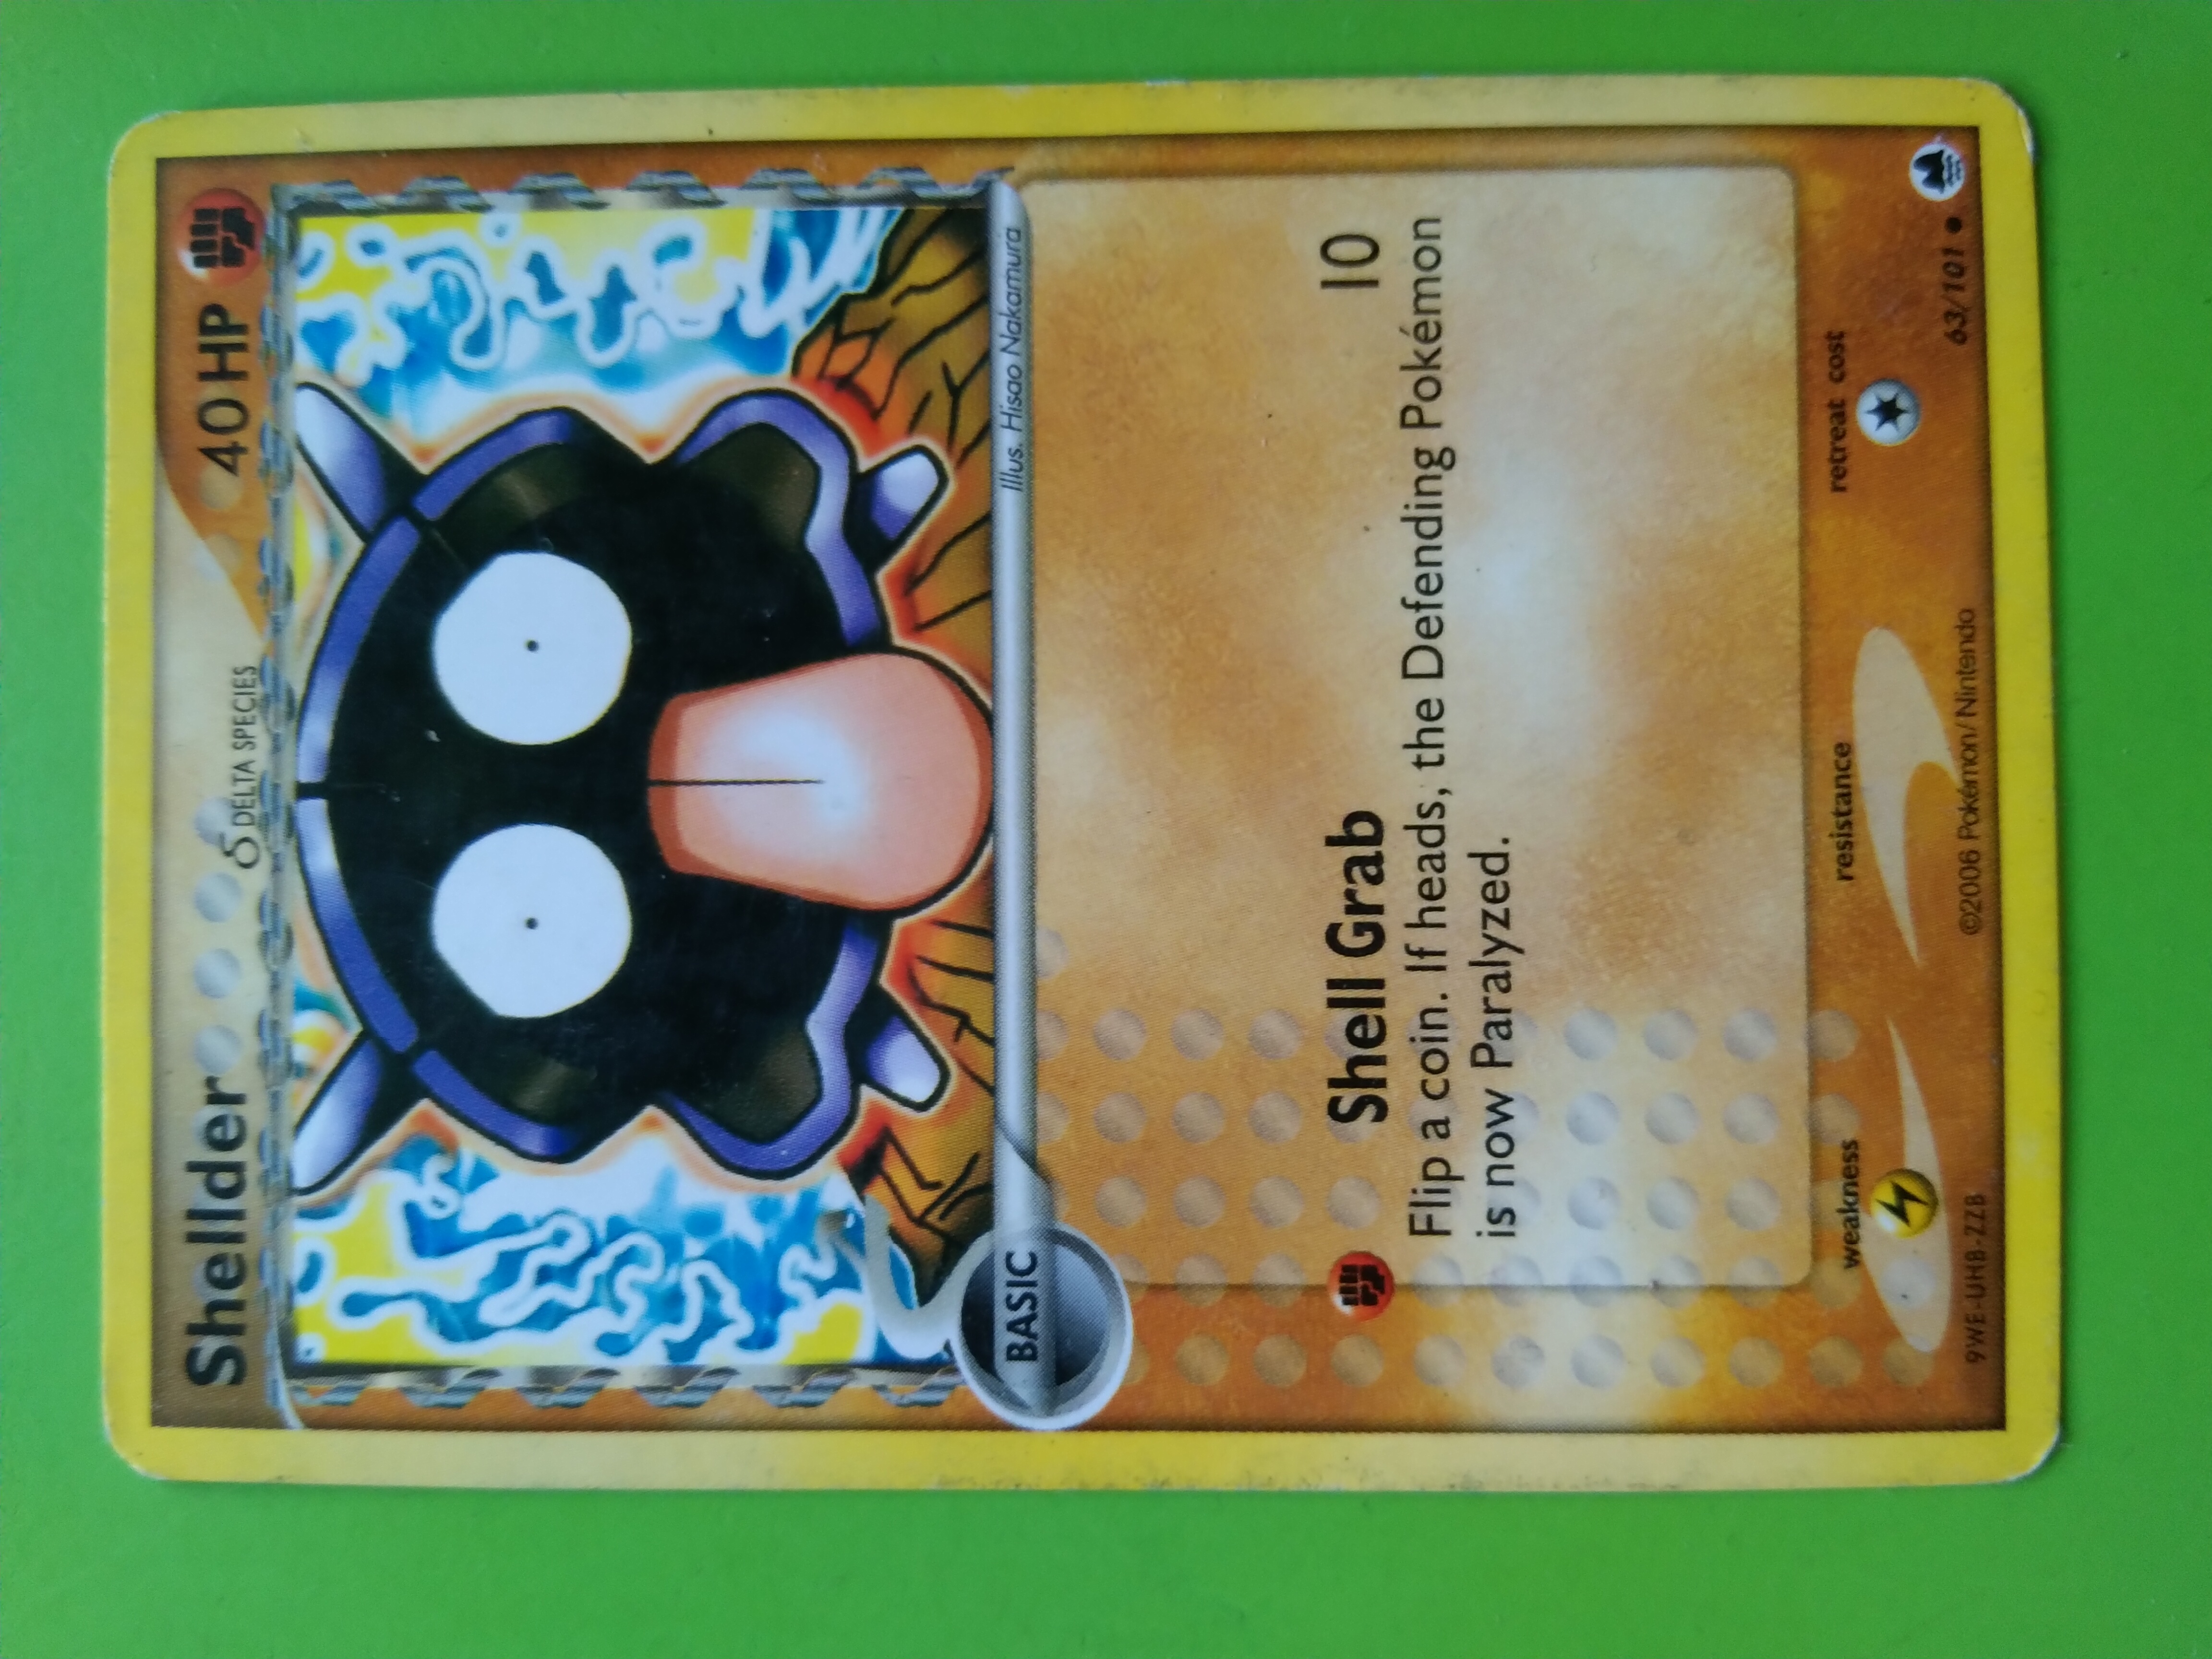 Shellder
δ DELTA SPECIES
40 HP
BASIC
Illus. Hisao Nakamura
Shell Grab 10
Flip a coin. If heads, the Defending Pokémon
is now Paralyzed.
weakness resistance retreat cost
9WE-UHB-ZZB ©2006 Pokémon/Nintendo 63/101